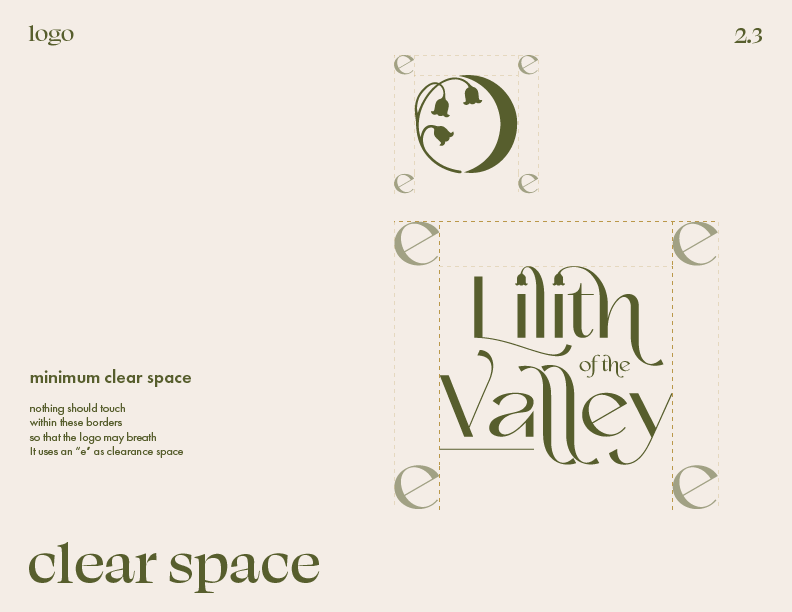 logo
2.3
e e
e e
e e
Lilith
of the
Valley
e e
minimum clear space
nothing should touch
within these borders
so that the logo may breath
It uses an “e” as clearance space
clear space